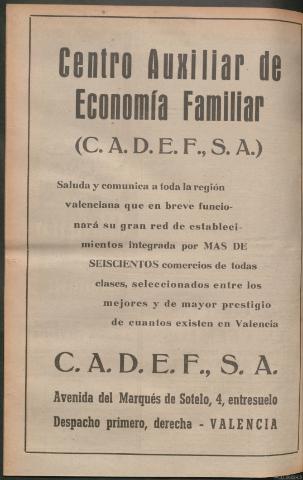 Centro Auxiliar de
Economía Familiar
(C. A. D. E. F., S. A.)
Saluda y comunica a toda la región
valenciana que en breve funcio-
nará su gran red de estableci-
mientos integrada por MAS DE
SEISCIENTOS comercios de todas
clases, seleccionados entre los
mejores y de mayor prestigio
de cuantos existen en Valencia
C. A. D. E. F., S. A.
Avenida del Marqués de Sotelo, 4, entresuelo
Despacho primero, derecha - VALENCIA